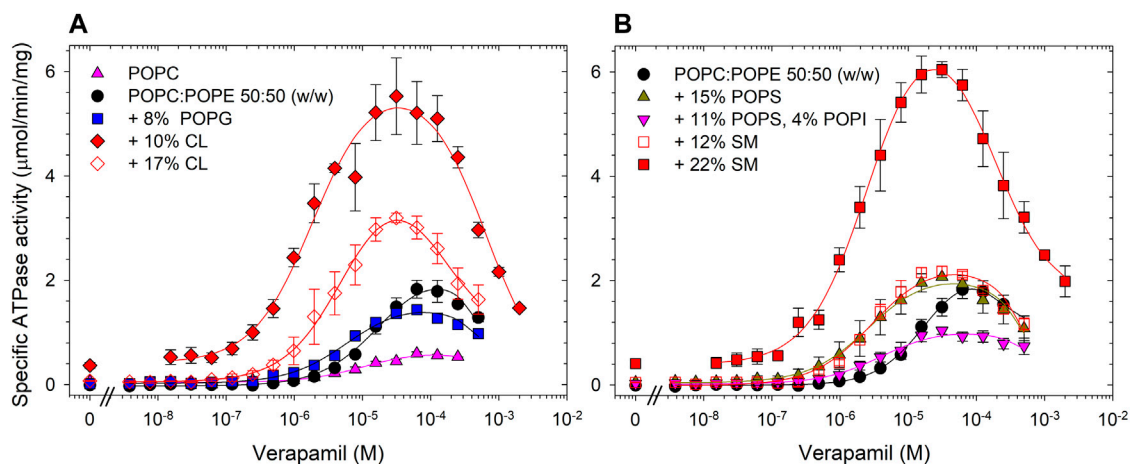 A
B
Specific ATPase activity (μmol/min/mg)
6
4
2
0
POPC
POPC:POPE 50:50 (w/w)
+ 8% POPG
+ 10% CL
+ 17% CL
0
10-8
10-7
10-6
10-5
10-4
10-3
10-2
Verapamil (M)
6
4
2
0
POPC:POPE 50:50 (w/w)
+ 15% POPS
+ 11% POPS, 4% POPI
+ 12% SM
+ 22% SM
0
10-8
10-7
10-6
10-5
10-4
10-3
10-2
Verapamil (M)